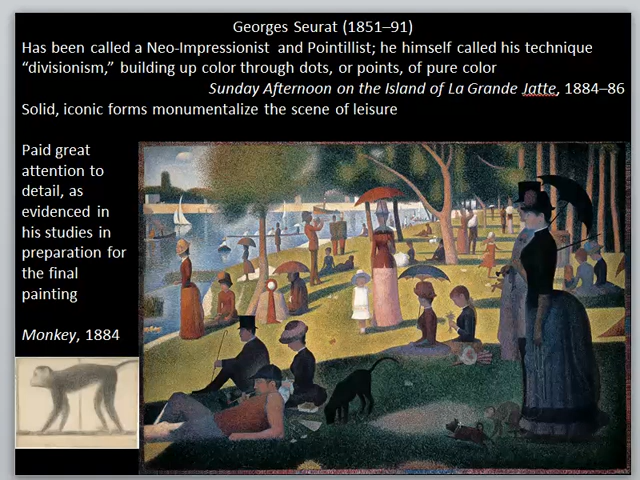 Georges Seurat (1851–91)
Has been called a Neo-Impressionist and Pointillist; he himself called his technique
“divisionism,” building up color through dots, or points, of pure color
Sunday Afternoon on the Island of La Grande Jatte, 1884–86
Solid, iconic forms monumentalize the scene of leisure
Paid great
attention to
detail, as
evidenced in
his studies in
preparation for
the final
painting
Monkey, 1884